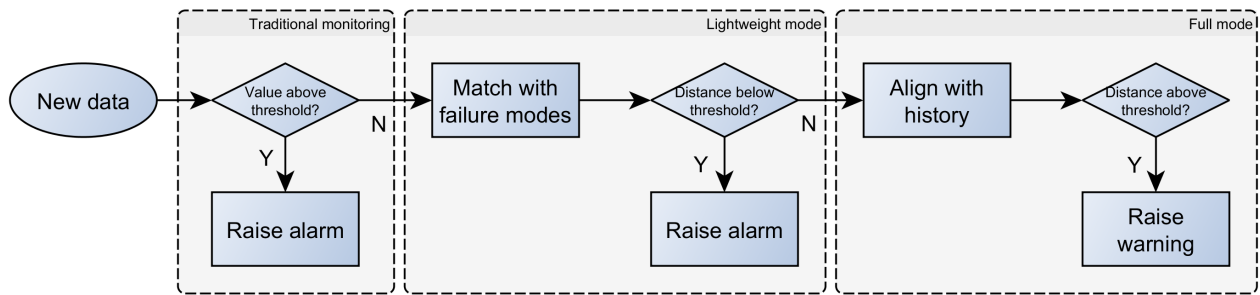 Traditional monitoring
Lightweight mode
Full mode
New data
Value above
threshold?
N
Y
Raise alarm
Match with
failure modes
Distance below
threshold?
N
Y
Raise alarm
Align with
history
Distance above
threshold?
Y
Raise
warning